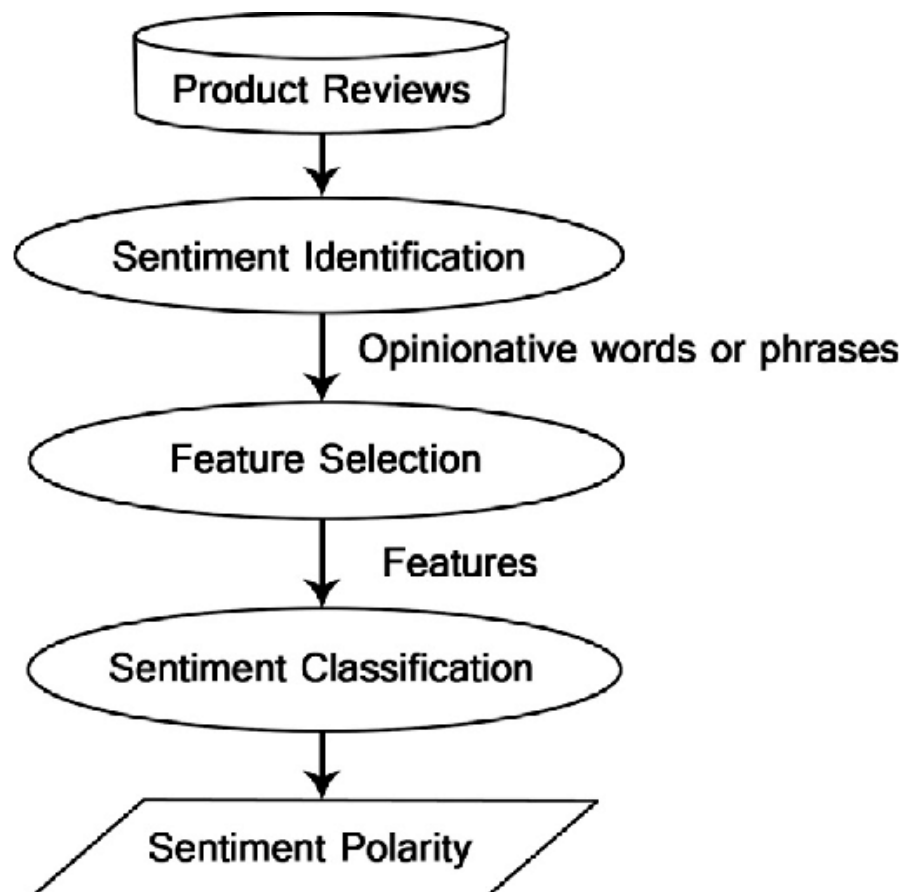 Product Reviews
Sentiment Identification
Opinionative words or phrases
Feature Selection
Features
Sentiment Classification
Sentiment Polarity